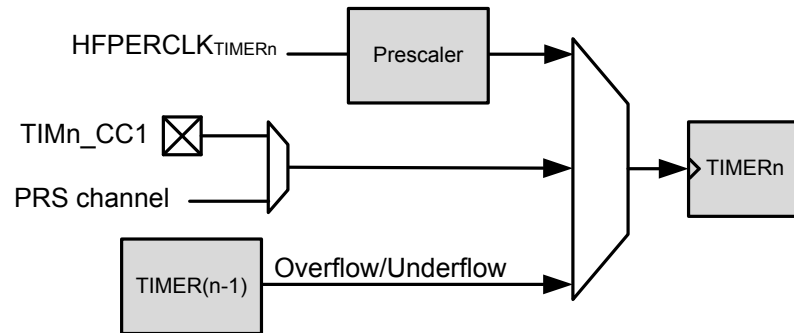 HFPERCLKTIMERn
Prescaler
TIMn_CC1
PRS channel
TIMERn
Overflow/Underflow
TIMER(n-1)